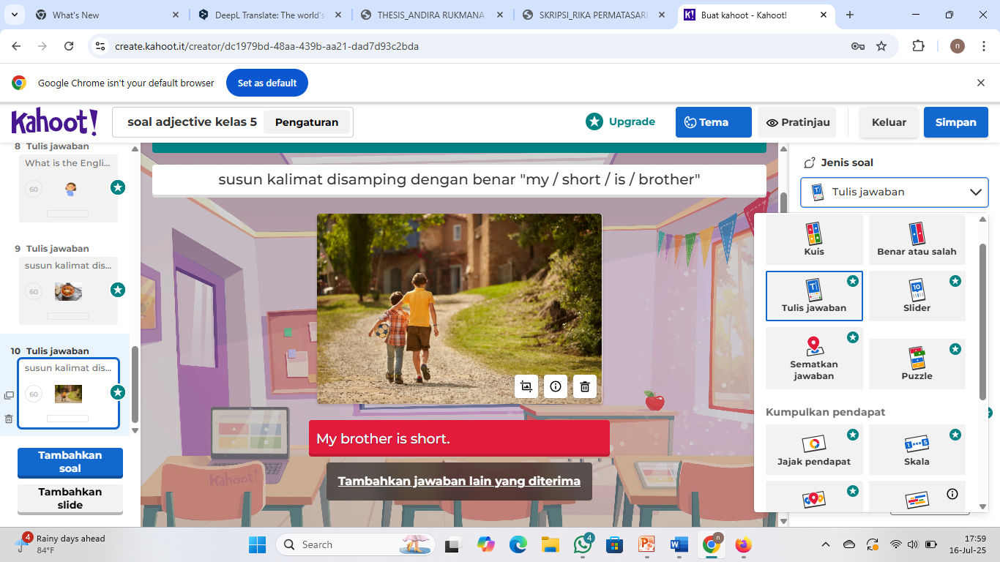 What's New
DeepL Translate: The world's
THESIS_ANDIRA RUKMANA
SKRIPSI_RIKA PERMATASARI
Buat kahoot - Kahoot!
create.kahoot.it/creator/dc1979bd-48aa-439b-aa21-dad7d93c2bda
n
Google Chrome isn't your default browser
Set as default
Kahoot!
soal adjective kelas 5
Pengaturan
Upgrade
Tema
Pratinjau
Keluar
Simpan
8 Tulis jawaban
What is the Engli...
60
9 Tulis jawaban
susun kalimat dis...
60
10 Tulis jawaban
susun kalimat dis...
60
Tambahkan
soal
Tambahkan
slide
susun kalimat disamping dengan benar "my / short / is / brother"
My brother is short.
Tambahkan jawaban lain yang diterima
Kahoot!
Jenis soal
Tulis jawaban
Kuis
Benar atau salah
Tulis jawaban
10
Slider
Sematkan
jawaban
Puzzle
Kumpulkan pendapat
Jajak pendapat
Skala
4
Rainy days ahead
84°F
Search
4
n
17:59
16-Jul-25